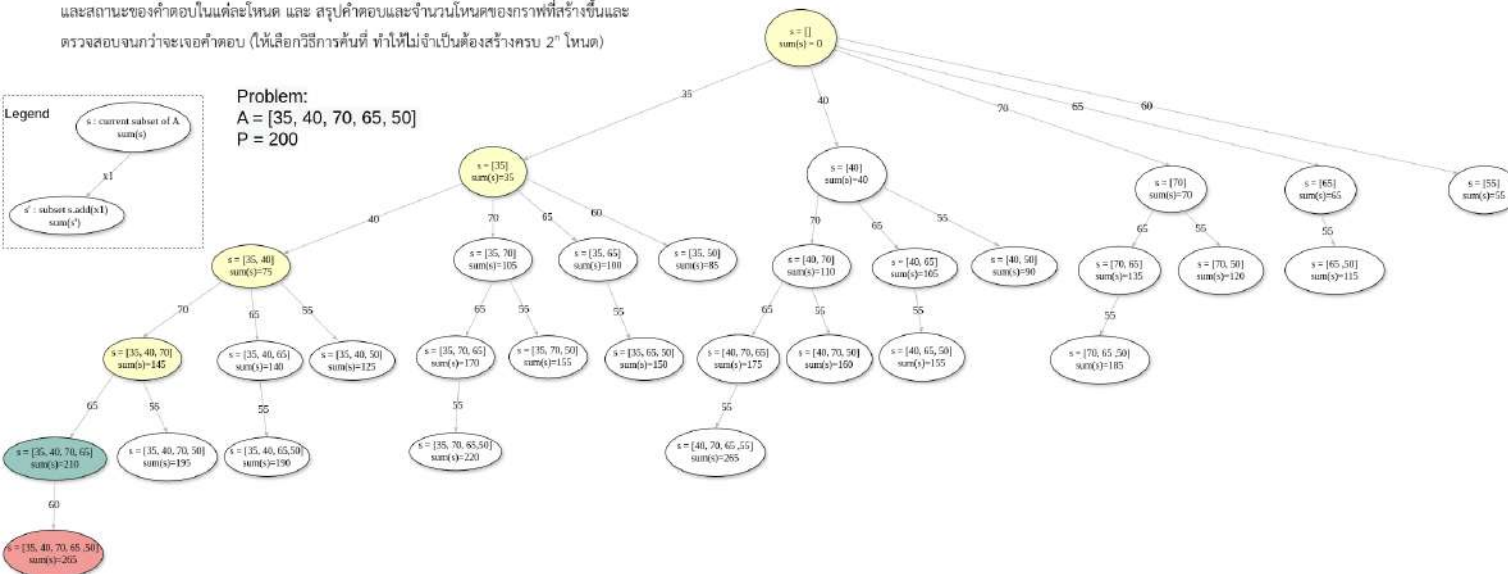 และสถานะของคำตอบในแต่ละโหนด และ สรุปคำตอบและจำนวนโหนดของกราฟที่สร้างขึ้นและ
ตรวจสอบจนกว่าจะเจอคำตอบ (ให้เลือกวิธีการค้นที่ ทำให้ไม่จำเป็นต้องสร้างครบ 2ⁿ โหนด)
Legend
s : current subset of A
sum(s)
x1
s' : subset s.add(x1)
sum(s')
Problem:
A = [35, 40, 70, 65, 50]
P = 200
s = []
sum(s) = 0
35
40
70
65
60
s = [35]
sum(s)=35
s = [40]
sum(s)=40
s = [70]
sum(s)=70
s = [65]
sum(s)=65
s = [55]
sum(s)=55
40
70
65
60
70
65
55
65
55
55
s = [35, 40]
sum(s)=75
s = [35, 70]
sum(s)=105
s = [35, 65]
sum(s)=100
s = [35, 50]
sum(s)=85
s = [40, 70]
sum(s)=110
s = [40, 65]
sum(s)=105
s = [40, 50]
sum(s)=90
s = [70, 65]
sum(s)=135
s = [70, 50]
sum(s)=120
s = [65 ,50]
sum(s)=115
70
65
55
65
55
55
65
55
55
55
s = [35, 40, 70]
sum(s)=145
s = [35, 40, 65]
sum(s)=140
s = [35, 40, 50]
sum(s)=125
s = [35, 70, 65]
sum(s)=170
s = [35, 70, 50]
sum(s)=155
s = [35, 65, 50]
sum(s)=150
s = [40, 70, 65]
sum(s)=175
s = [40, 70, 50]
sum(s)=160
s = [40, 65, 50]
sum(s)=155
s = [70, 65 ,50]
sum(s)=185
65
55
55
55
55
s = [35, 40, 70, 65]
sum(s)=210
s = [35, 40, 70, 50]
sum(s)=195
s = [35, 40, 65,50]
sum(s)=190
s = [35, 70, 65,50]
sum(s)=220
s = [40, 70, 65 ,55]
sum(s)=265
60
s = [35, 40, 70, 65 ,50]
sum(s)=265